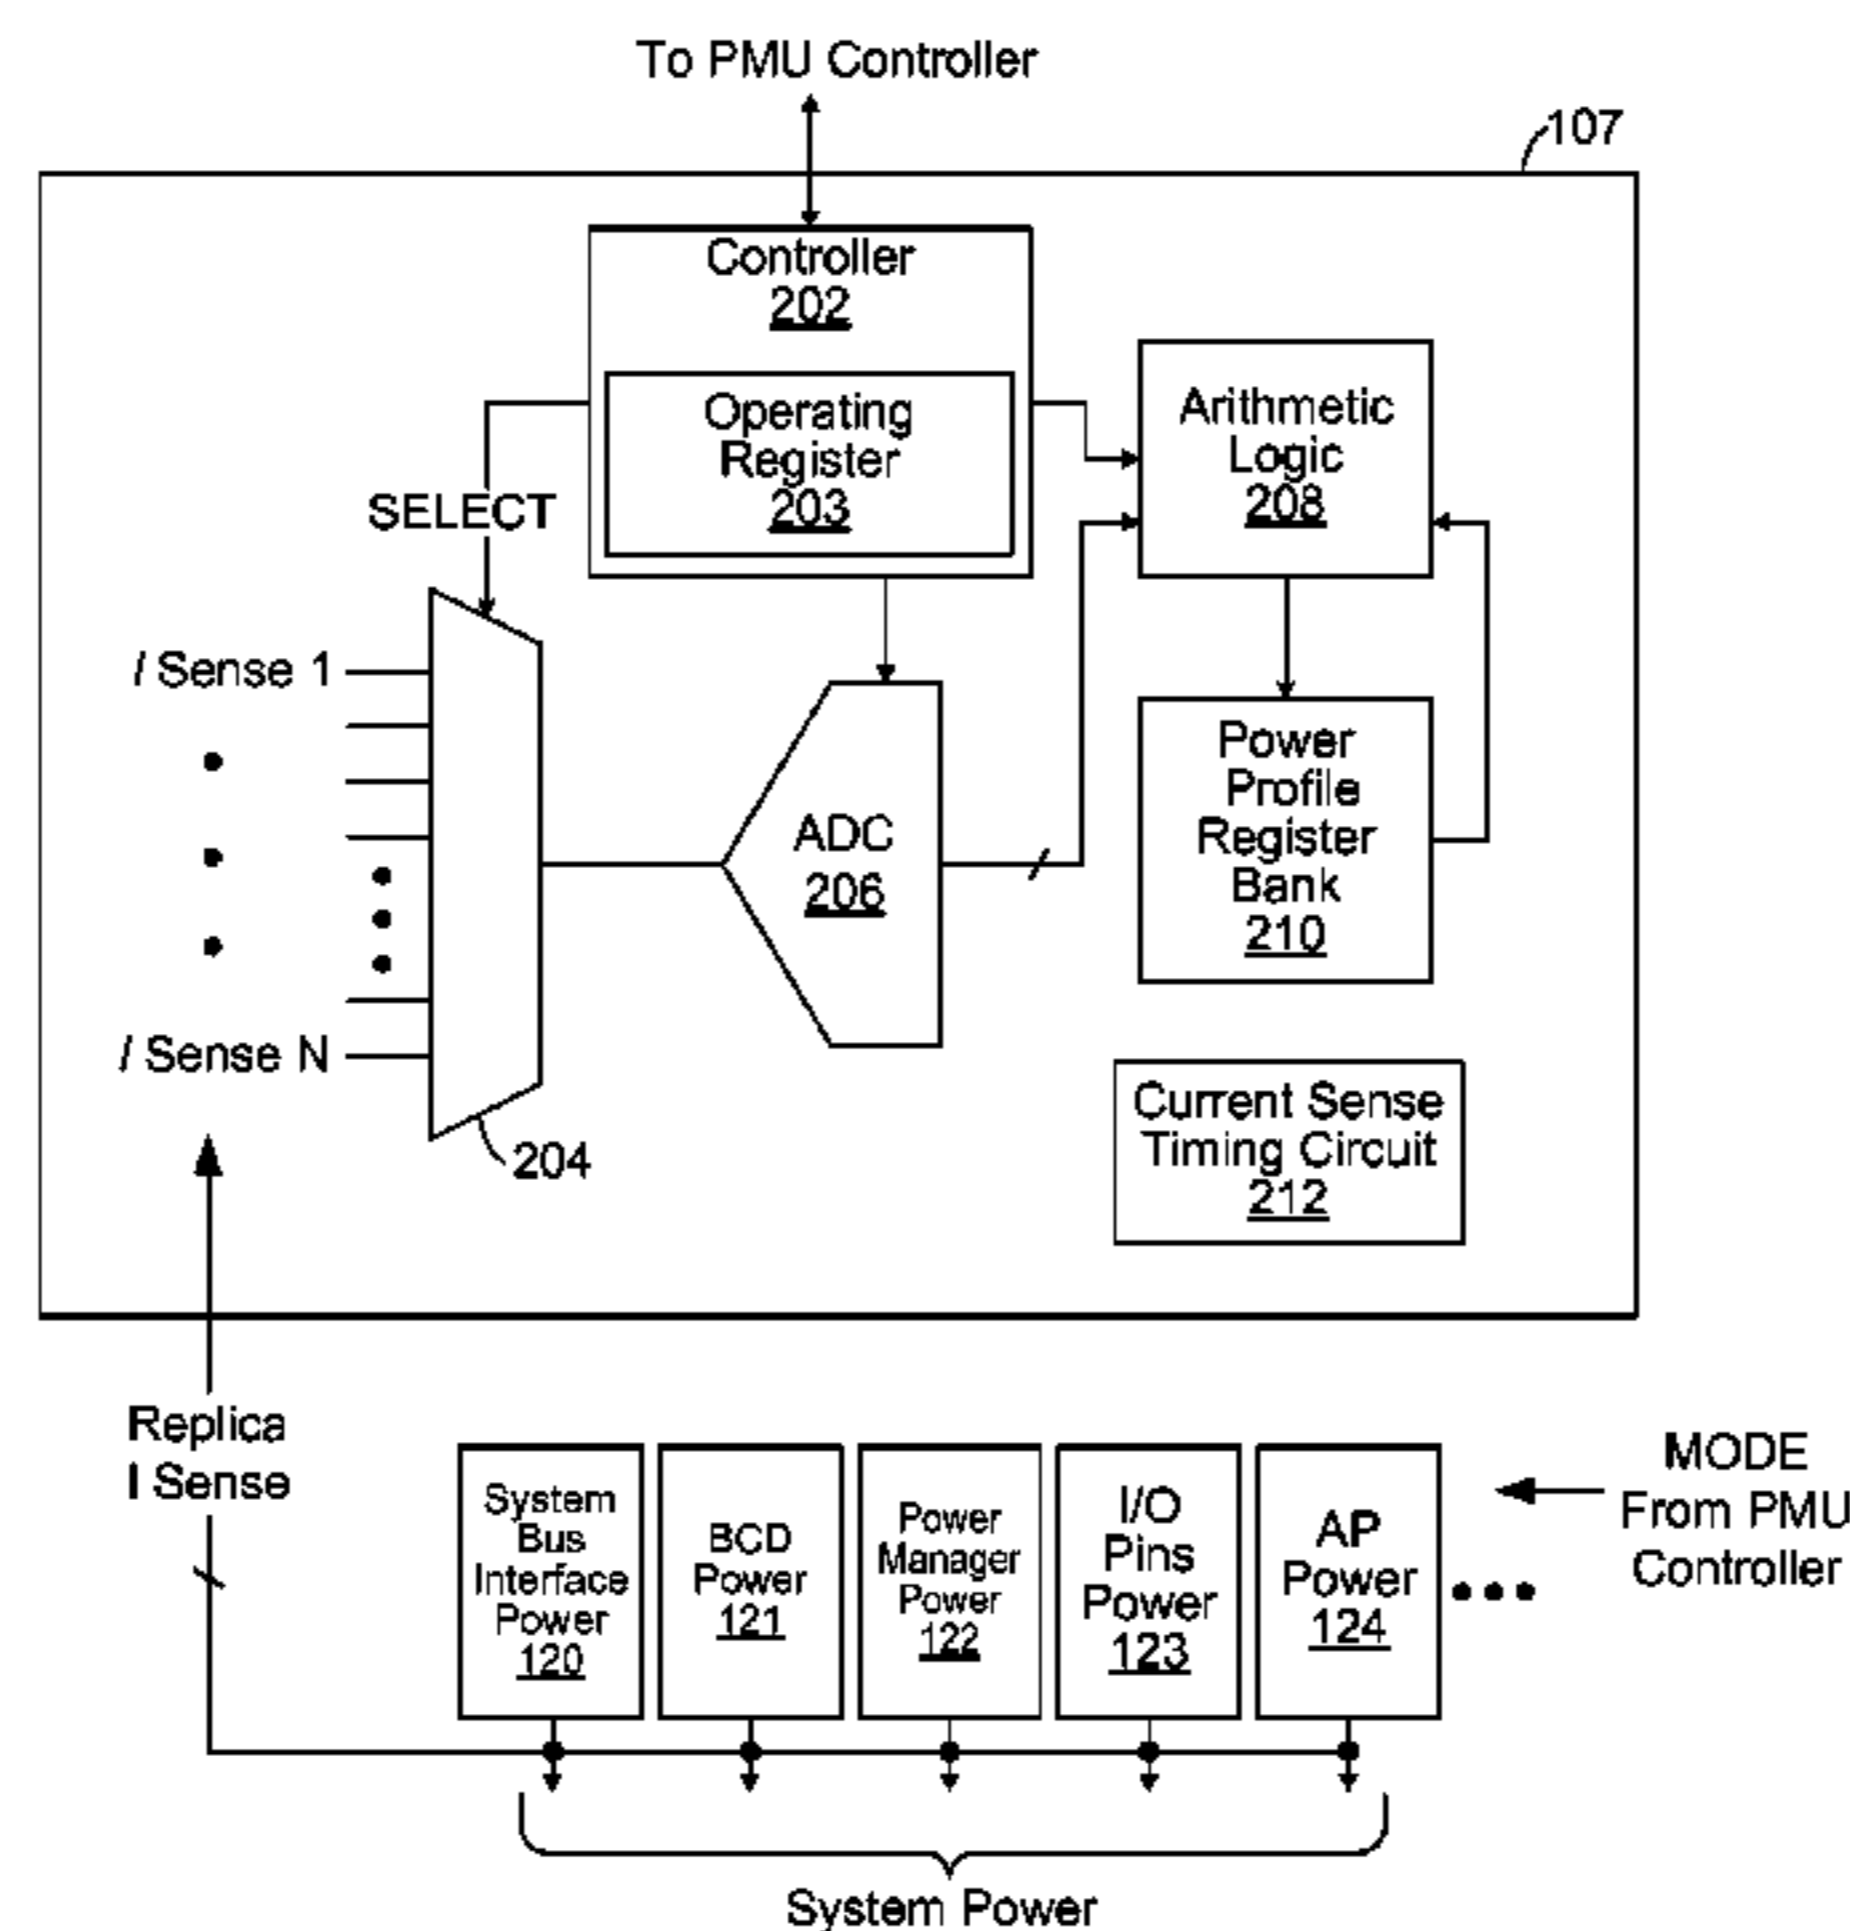 To PMU Controller
107
Controller
202
Operating
Register
203
Arithmetic
Logic
208
SELECT
I Sense 1
ADC
206
Power
Profile
Register
Bank
210
I Sense N
204
Current Sense
Timing Circuit
212
Replica
I Sense
System
Bus
Interface
Power
120
BCD
Power
121
Power
Manager
Power
122
I/O
Pins
Power
123
AP
Power
124
MODE
From PMU
Controller
System Power